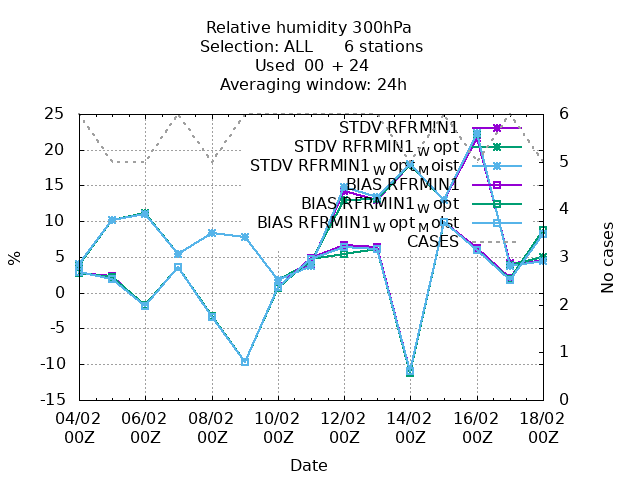 Relative humidity 300hPa
Selection: ALL 6 stations
Used 00 + 24
Averaging window: 24h
25
20
15
10
5
0
-5
-10
-15
6
5
4
3
2
1
0
%
No cases
STDV RFRMIN1
STDV RFRMIN1_W opt
STDV RFRMIN1_W opt_M oist
BIAS RFRMIN1
BIAS RFRMIN1_W opt
BIAS RFRMIN1_W opt_M oist
CASES
04/02 06/02 08/02 10/02 12/02 14/02 16/02 18/02
00Z 00Z 00Z 00Z 00Z 00Z 00Z 00Z
Date